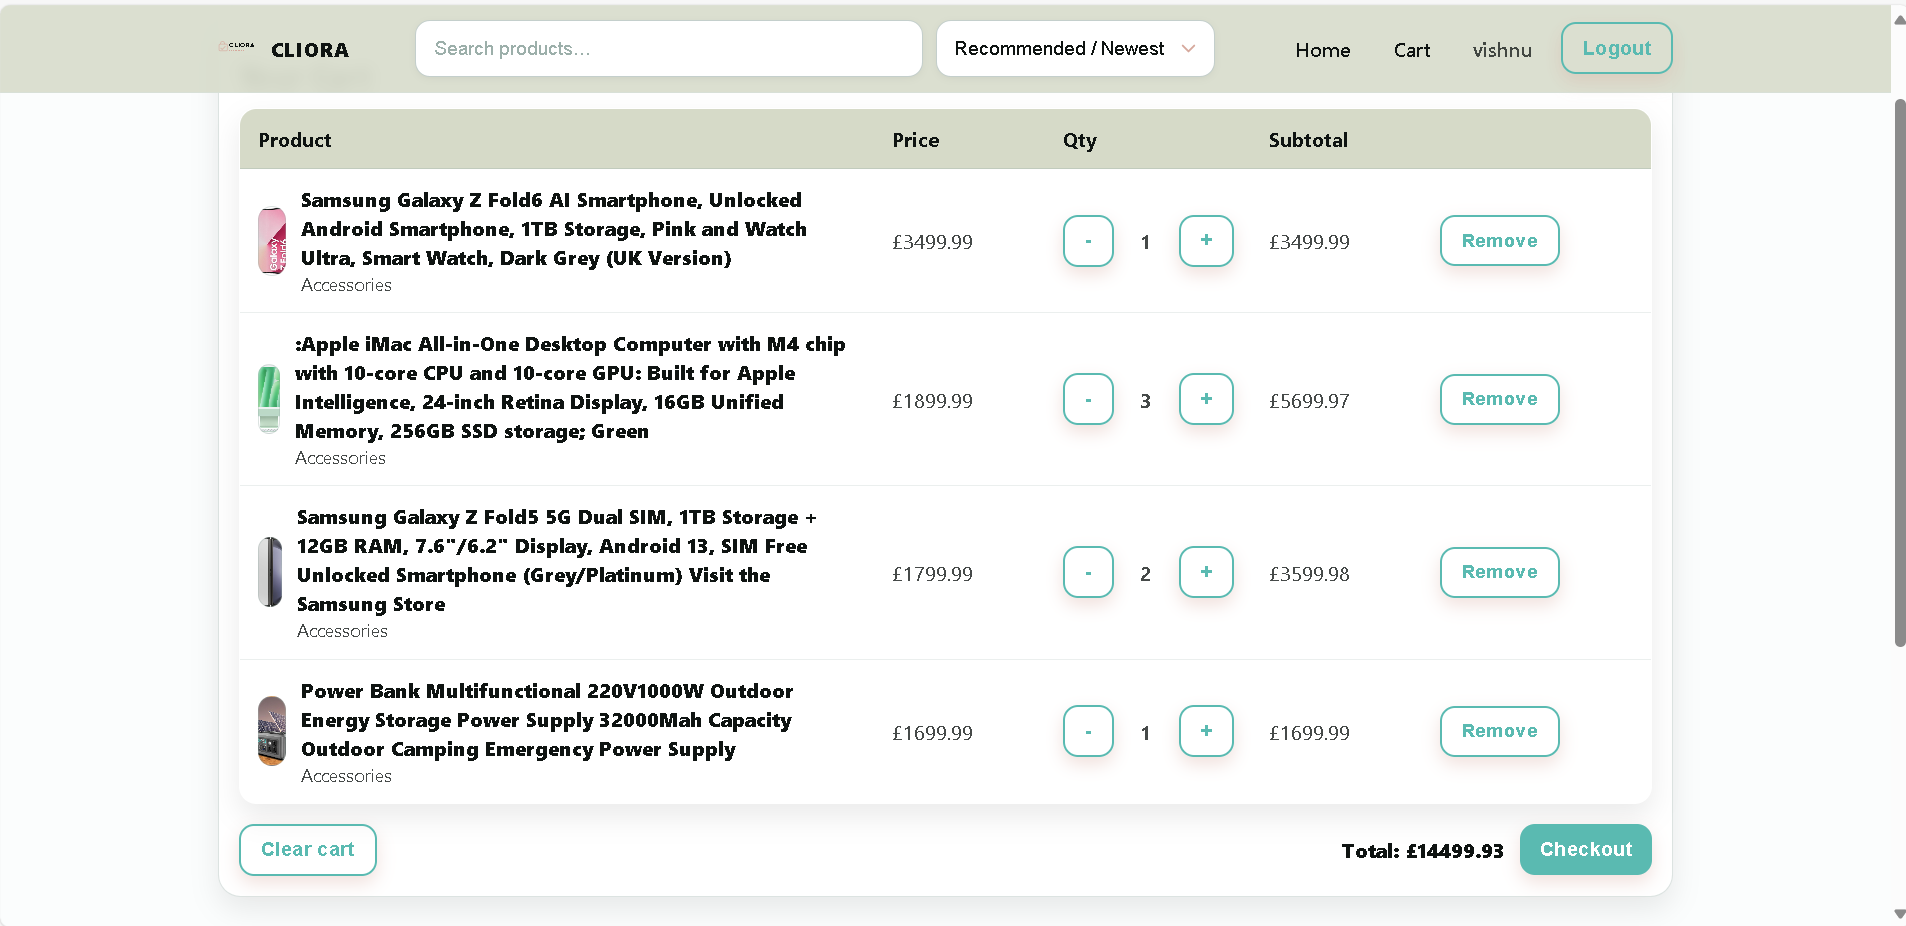 CLIORA
CLIORA
Search products...
Recommended / Newest
Home
Cart
vishnu
Logout
Product
Price
Qty
Subtotal
Samsung Galaxy Z Fold6 AI Smartphone, Unlocked
Android Smartphone, 1TB Storage, Pink and Watch
Ultra, Smart Watch, Dark Grey (UK Version)
Accessories
£3499.99
-
1
+
£3499.99
Remove
Galaxy
Z Fold6
:Apple iMac All-in-One Desktop Computer with M4 chip
with 10-core CPU and 10-core GPU: Built for Apple
Intelligence, 24-inch Retina Display, 16GB Unified
Memory, 256GB SSD storage; Green
Accessories
£1899.99
-
3
+
£5699.97
Remove
Samsung Galaxy Z Fold5 5G Dual SIM, 1TB Storage +
12GB RAM, 7.6"/6.2" Display, Android 13, SIM Free
Unlocked Smartphone (Grey/Platinum) Visit the
Samsung Store
Accessories
£1799.99
-
2
+
£3599.98
Remove
Power Bank Multifunctional 220V1000W Outdoor
Energy Storage Power Supply 32000Mah Capacity
Outdoor Camping Emergency Power Supply
Accessories
£1699.99
-
1
+
£1699.99
Remove
Clear cart
Total: £14499.93
Checkout